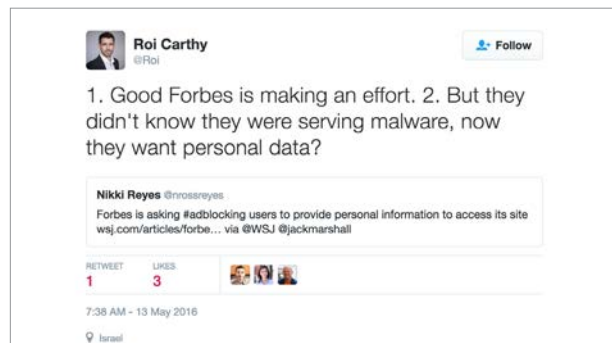 Roi Carthy
@Roi
Follow
1. Good Forbes is making an effort. 2. But they
didn't know they were serving malware, now
they want personal data?
Nikki Reyes @nrossreyes
Forbes is asking #adblocking users to provide personal information to access its site
wsj.com/articles/forbe… via @WSJ @jackmarshall
RETWEET LIKES
1 3
7:38 AM - 13 May 2016
Israel